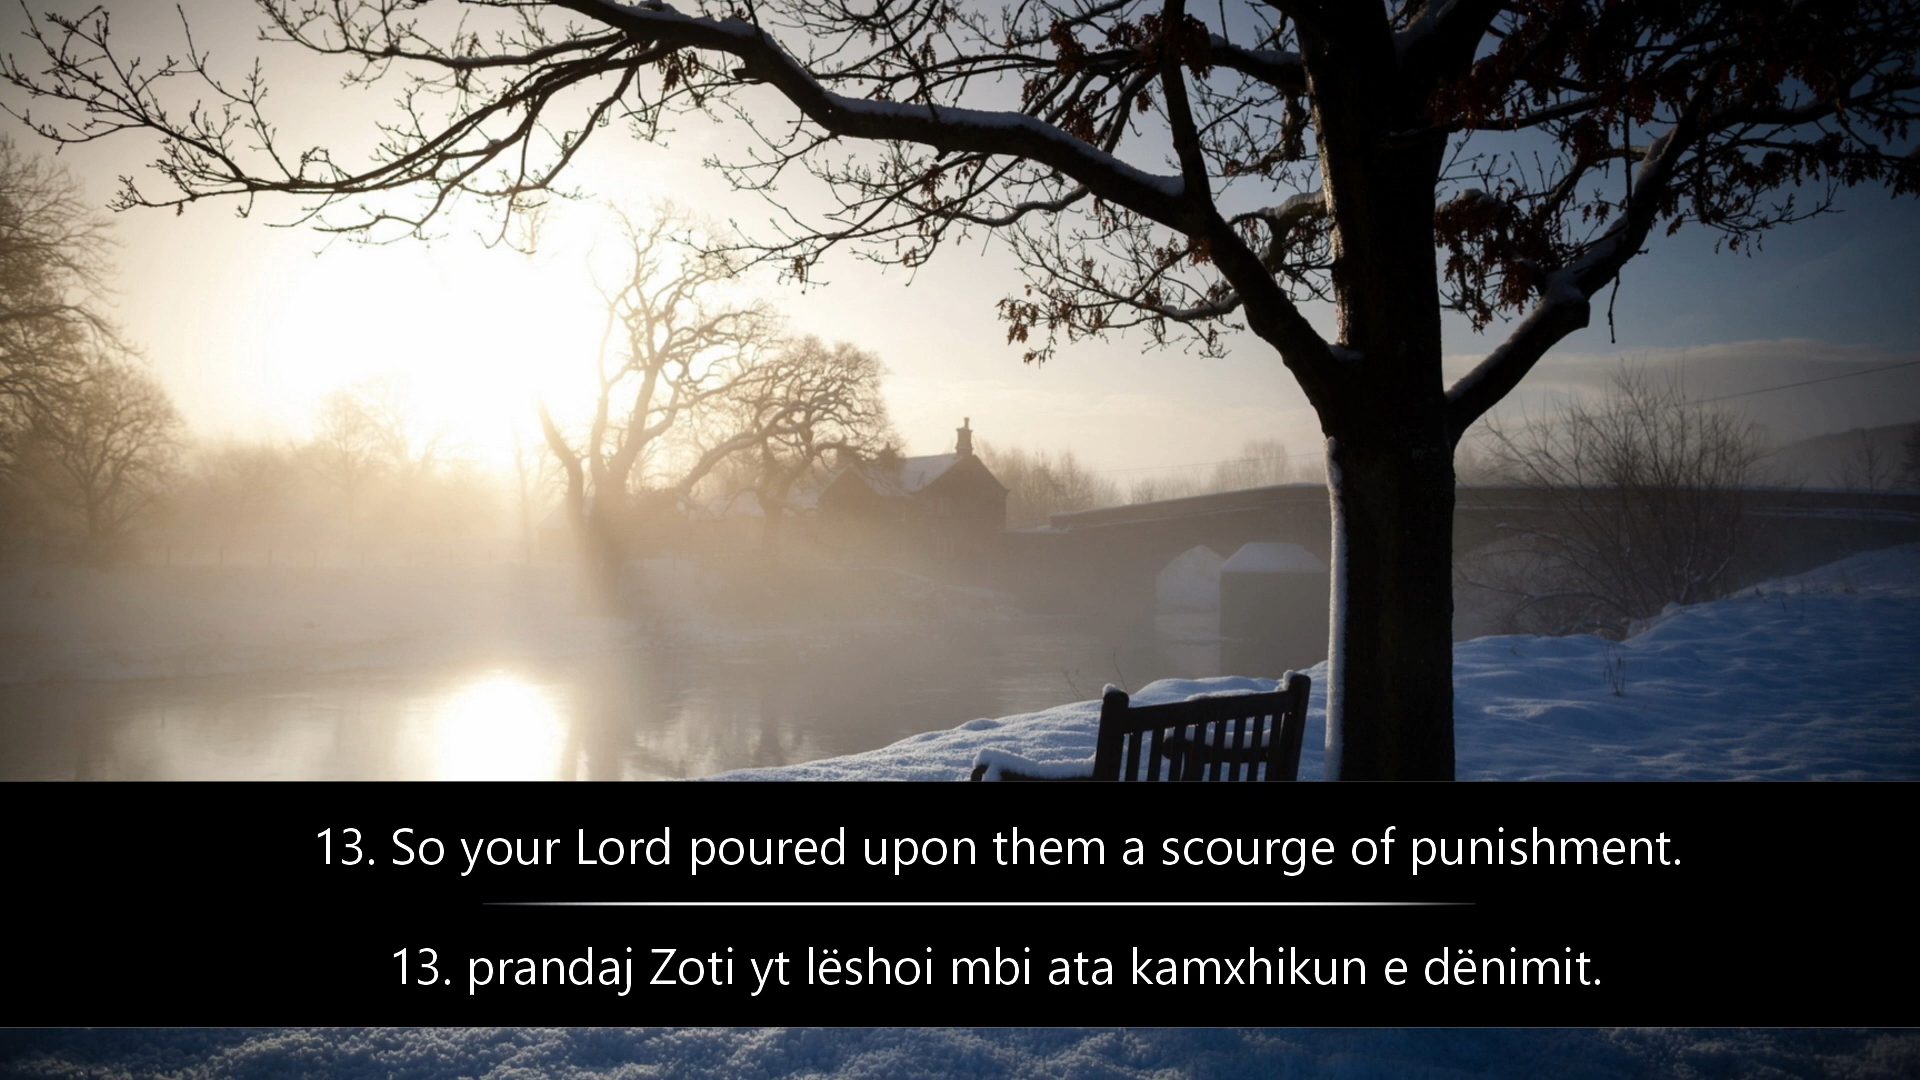 13. So your Lord poured upon them a scourge of punishment.
13. prandaj Zoti yt lëshoi mbi ata kamxhikun e dënimit.